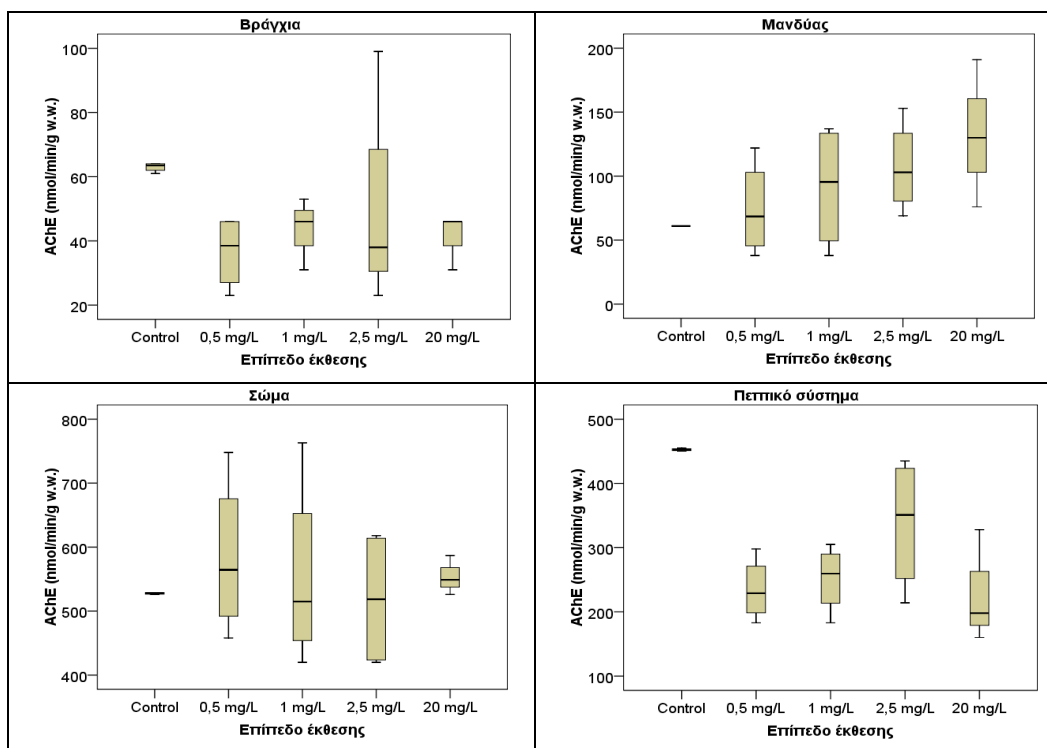 Βράγχια
AChE (nmol/min/g w.w.)
100
80
60
40
20
Control 0,5 mg/L 1 mg/L 2,5 mg/L 20 mg/L
Επίπεδο έκθεσης
Μανδύας
AChE (nmol/min/g w.w.)
200
150
100
50
0
Control 0,5 mg/L 1 mg/L 2,5 mg/L 20 mg/L
Επίπεδο έκθεσης
Σώμα
AChE (nmol/min/g w.w.)
800
700
600
500
400
Control 0,5 mg/L 1 mg/L 2,5 mg/L 20 mg/L
Επίπεδο έκθεσης
Πεπτικό σύστημα
AChE (nmol/min/g w.w.)
500
400
300
200
100
Control 0,5 mg/L 1 mg/L 2,5 mg/L 20 mg/L
Επίπεδο έκθεσης